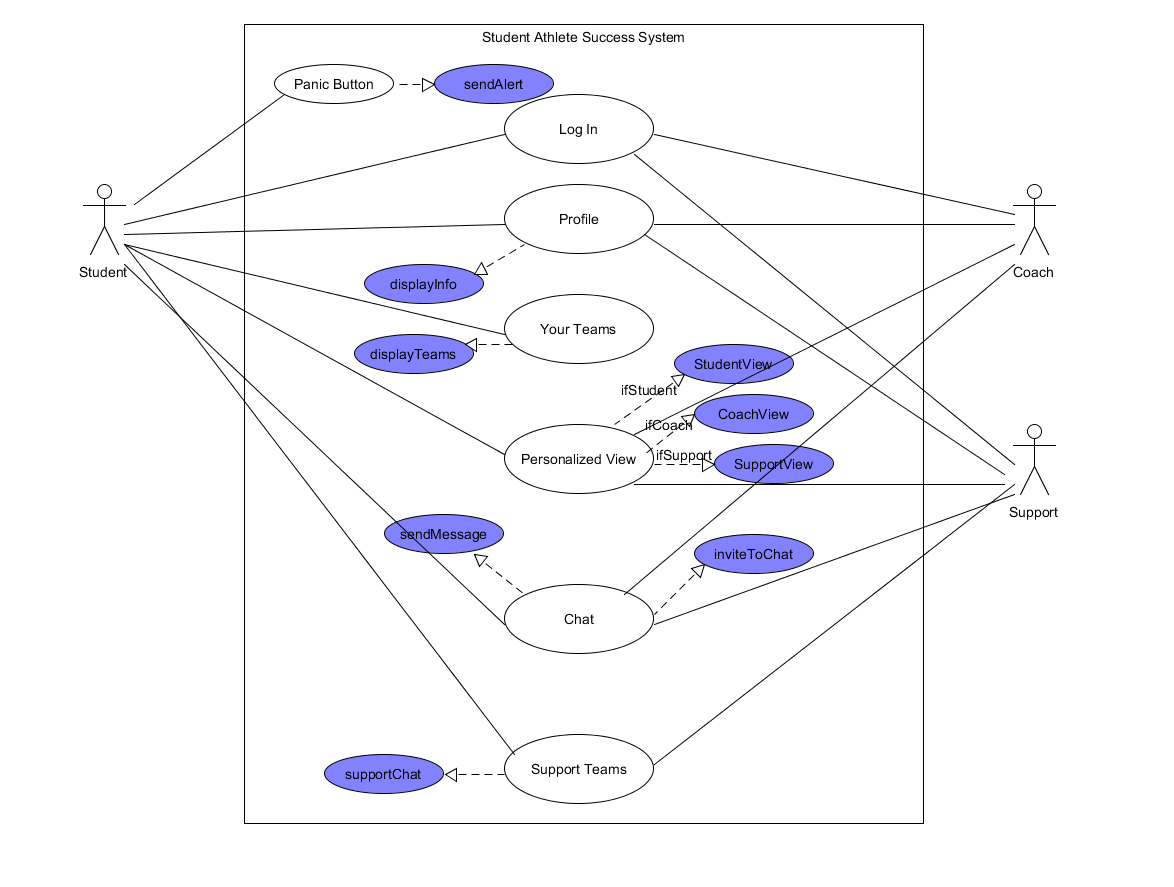 Student Athlete Success System
Panic Button
sendAlert
Log In
Profile
Student
Coach
displayInfo
Your Teams
displayTeams
StudentView
ifStudent
CoachView
ifCoach
ifSupport
Personalized View
SupportView
Support
sendMessage
inviteToChat
Chat
Support Teams
supportChat